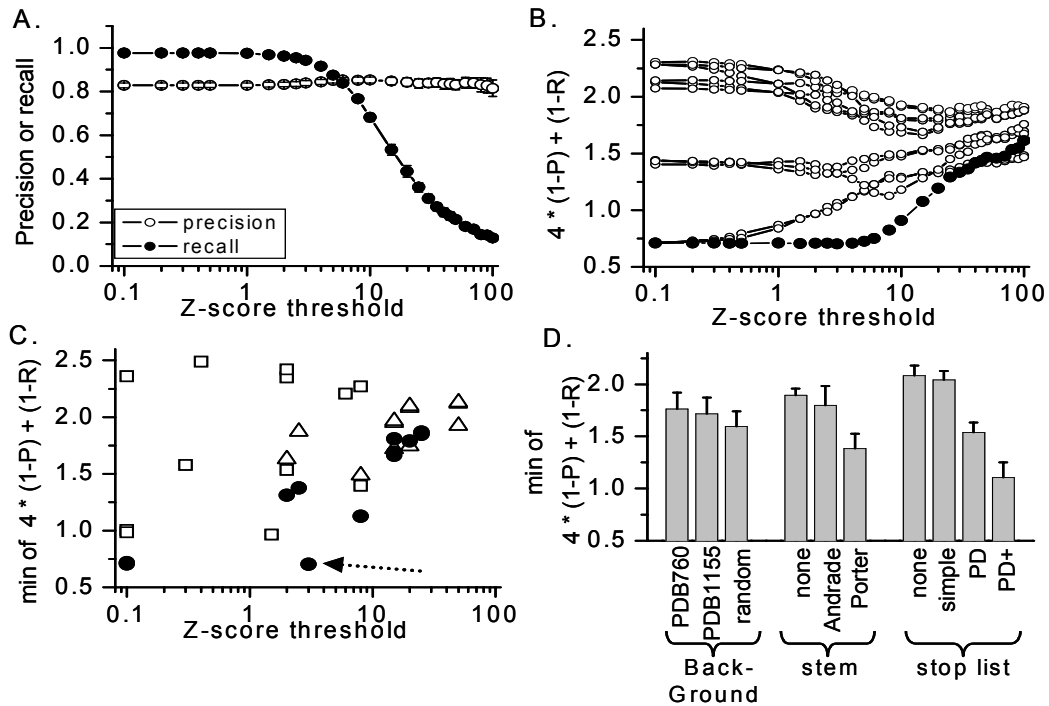 A.
Precision or recall
1.0
0.8
0.6
0.4
0.2
0.0
precision
recall
0.1
1
10
100
Z-score threshold
B.
4 * (1-P) + (1-R)
2.5
2.0
1.5
1.0
0.5
0.1
1
10
100
Z-score threshold
C.
min of 4 * (1-P) + (1-R)
2.5
2.0
1.5
1.0
0.5
0.1
1
10
100
Z-score threshold
D.
min of
4 * (1-P) + (1-R)
2.0
1.5
1.0
0.5
PDB760
PDB1155
random
none
Andrade
Porter
none
simple
PD
PD+
Back-
Ground
stem
stop list